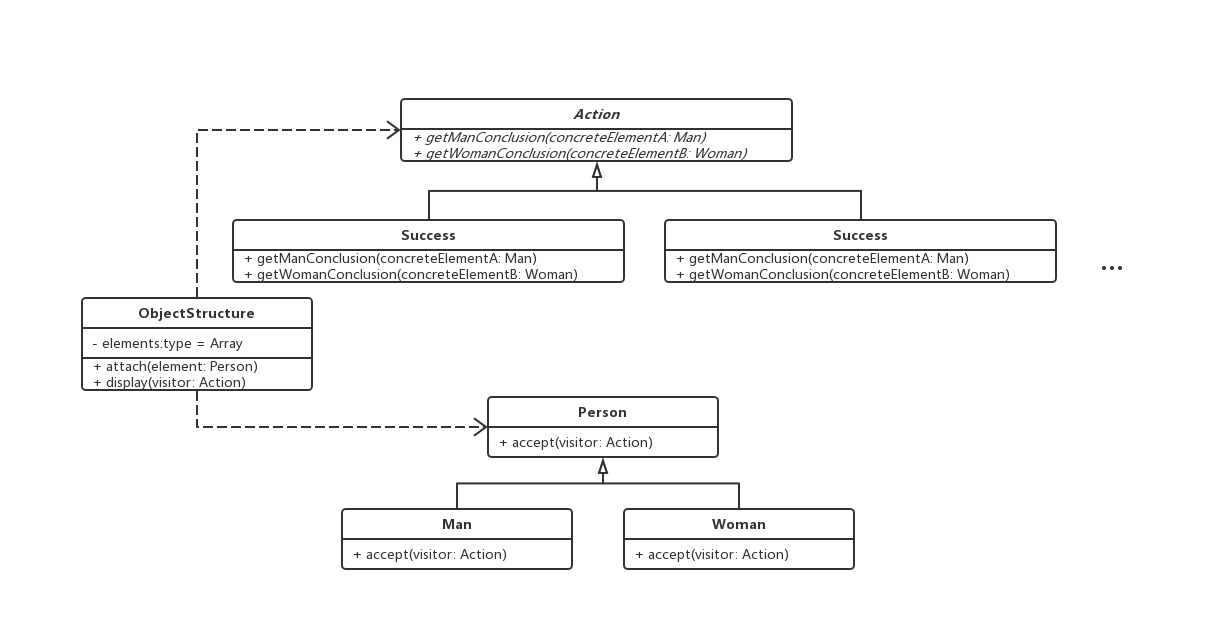 Action
+ getManConclusion(concreteElementA: Man)
+ getWomanConclusion(concreteElementB: Woman)
Success
+ getManConclusion(concreteElementA: Man)
+ getWomanConclusion(concreteElementB: Woman)
Success
+ getManConclusion(concreteElementA: Man)
+ getWomanConclusion(concreteElementB: Woman)
...
ObjectStructure
- elements:type = Array
+ attach(element: Person)
+ display(visitor: Action)
Person
+ accept(visitor: Action)
Man
+ accept(visitor: Action)
Woman
+ accept(visitor: Action)